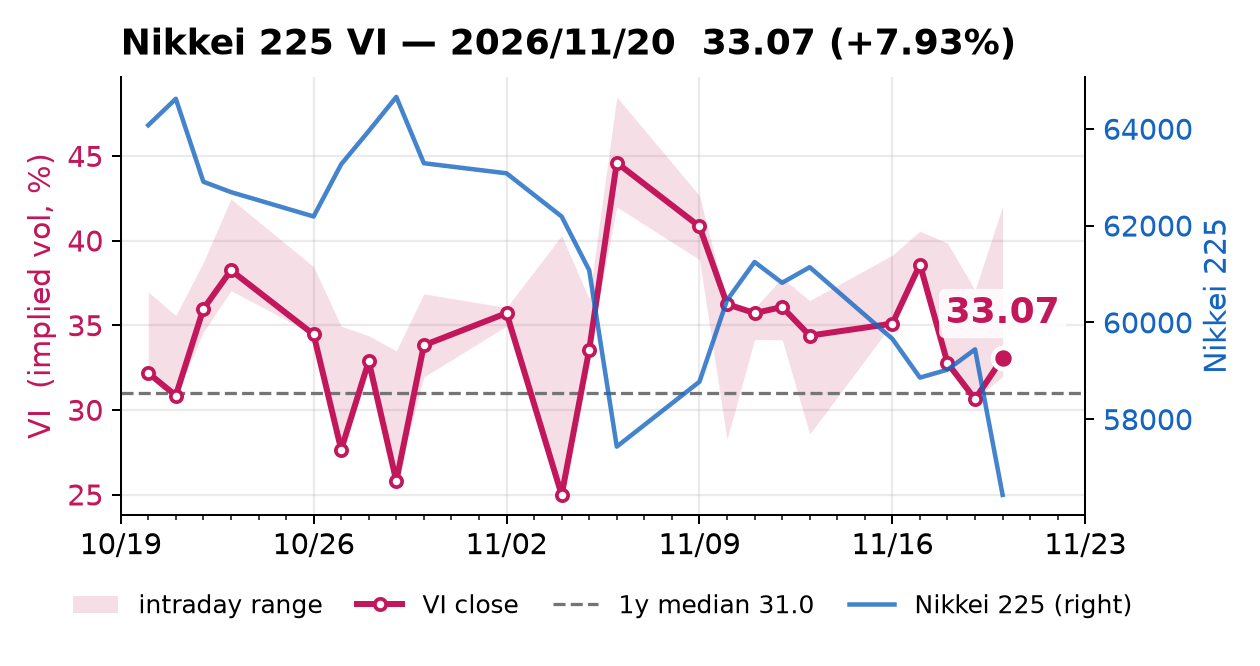 Nikkei 225 VI — 2026/11/20  33.07 (+7.93%)
VI (implied vol, %)
45
40
35
30
25
64000
62000
60000
58000
Nikkei 225
33.07
10/19
10/26
11/02
11/09
11/16
11/23
intraday range
VI close
1y median 31.0
Nikkei 225 (right)